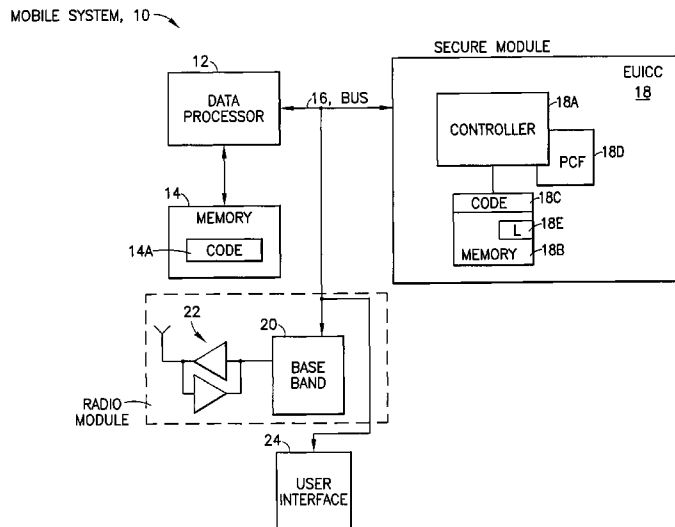 MOBILE SYSTEM, 10
SECURE MODULE
12
DATA
PROCESSOR
16, BUS
EUICC
18
18A
CONTROLLER
PCF
18D
14
MEMORY
14A
CODE
CODE
18C
L
18E
MEMORY
18B
22
20
BASE
BAND
RADIO
MODULE
24
USER
INTERFACE